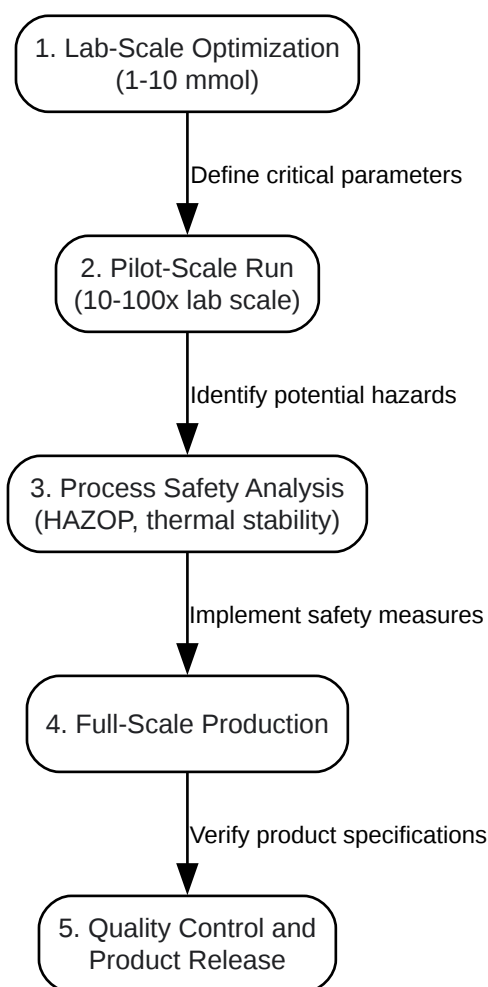 1. Lab-Scale Optimization
(1-10 mmol)
Define critical parameters
2. Pilot-Scale Run
(10-100x lab scale)
Identify potential hazards
3. Process Safety Analysis
(HAZOP, thermal stability)
Implement safety measures
4. Full-Scale Production
Verify product specifications
5. Quality Control and
Product Release